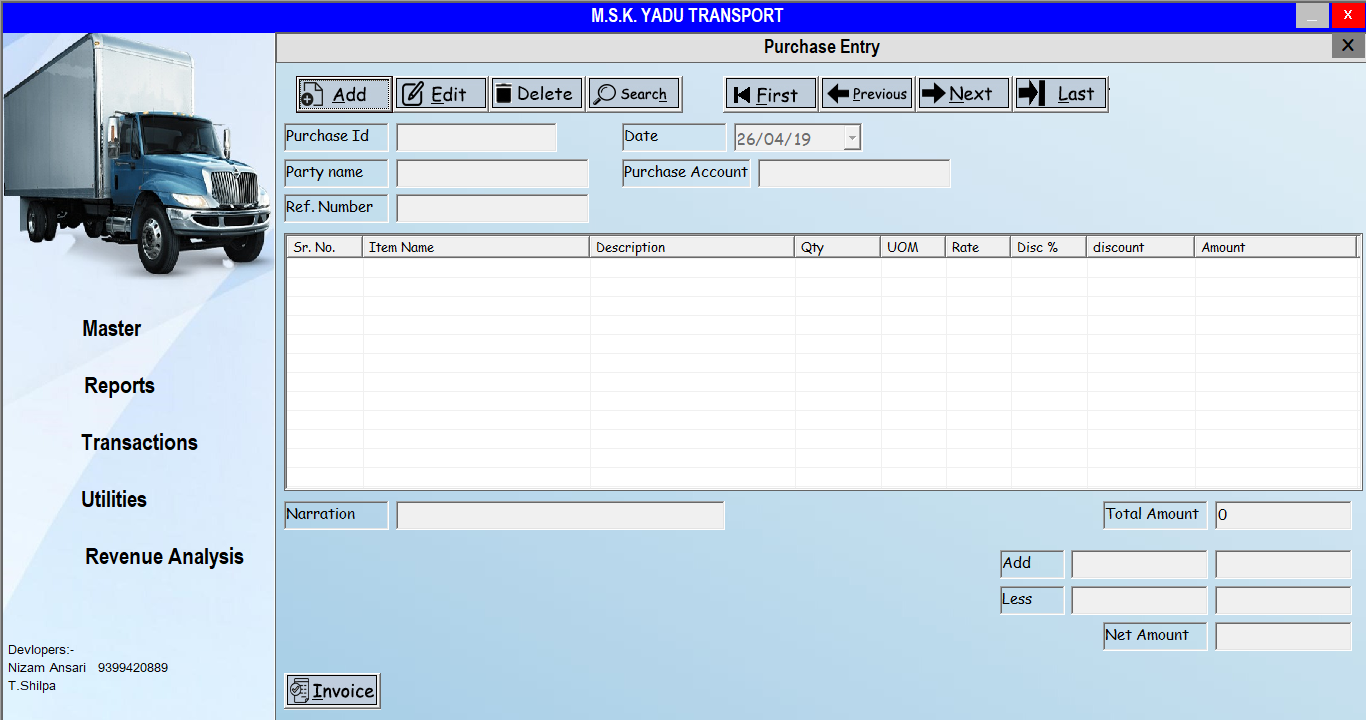 M.S.K. YADU TRANSPORT
_ X
Purchase Entry X
Add Edit Delete Search First Previous Next Last
Purchase Id Date 26/04/19
Party name Purchase Account
Ref. Number
Sr. No. Item Name Description Qty UOM Rate Disc % discount Amount
Master
Reports
Transactions
Utilities
Revenue Analysis
Narration Total Amount 0
Add
Less
Net Amount
Devlopers:-
Nizam Ansari 9399420889
T.Shilpa
Invoice